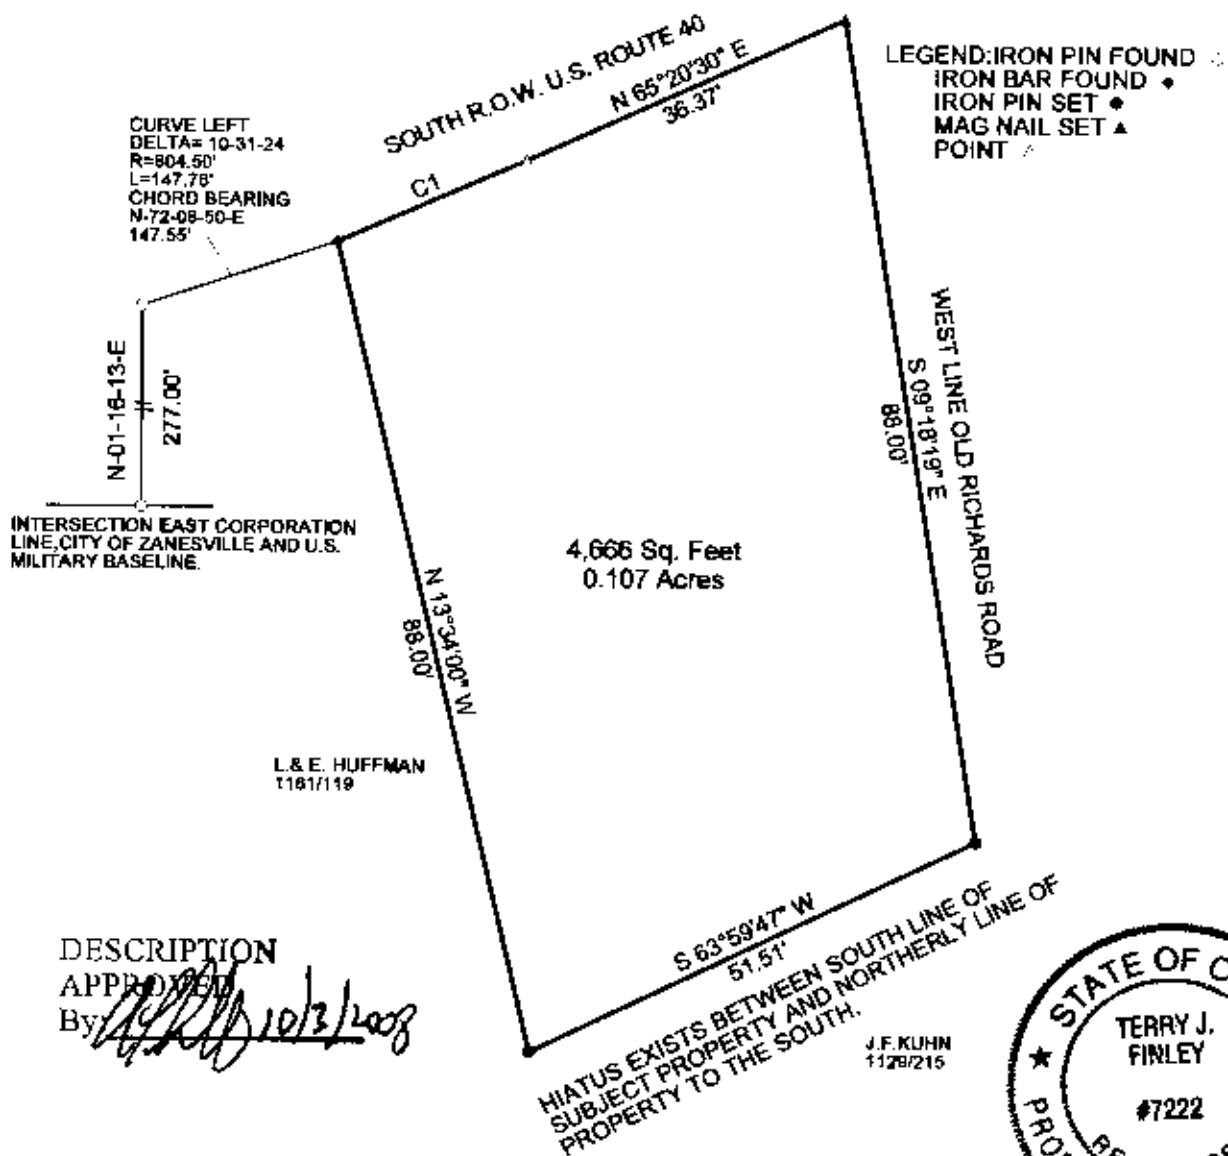 SOUTH R.O.W. U.S. ROUTE 40
N 65°20'30" E
36.37'
C1
LEGEND:IRON PIN FOUND
IRON BAR FOUND
IRON PIN SET
MAG NAIL SET
POINT
CURVE LEFT
DELTA= 10-31-24
R=804.50'
L=147.76'
CHORD BEARING
N-72-08-50-E
147.55'
N-01-16-13-E
277.00'
INTERSECTION EAST CORPORATION
LINE,CITY OF ZANESVILLE AND U.S.
MILITARY BASELINE.
WEST LINE OLD RICHARDS ROAD
S 09°18'19" E
88.00'
4,666 Sq. Feet
0.107 Acres
N 13°34'00" W
88.00'
L.& E. HUFFMAN
1161/119
S 63°59'47" W
51.51'
HIATUS EXISTS BETWEEN SOUTH LINE OF
SUBJECT PROPERTY AND NORTHERLY LINE OF
PROPERTY TO THE SOUTH.
J.F. KUHN
1129/215
DESCRIPTION
APPROVED
By:
10/3/2008
STATE OF
TERRY J.
FINLEY
#7222